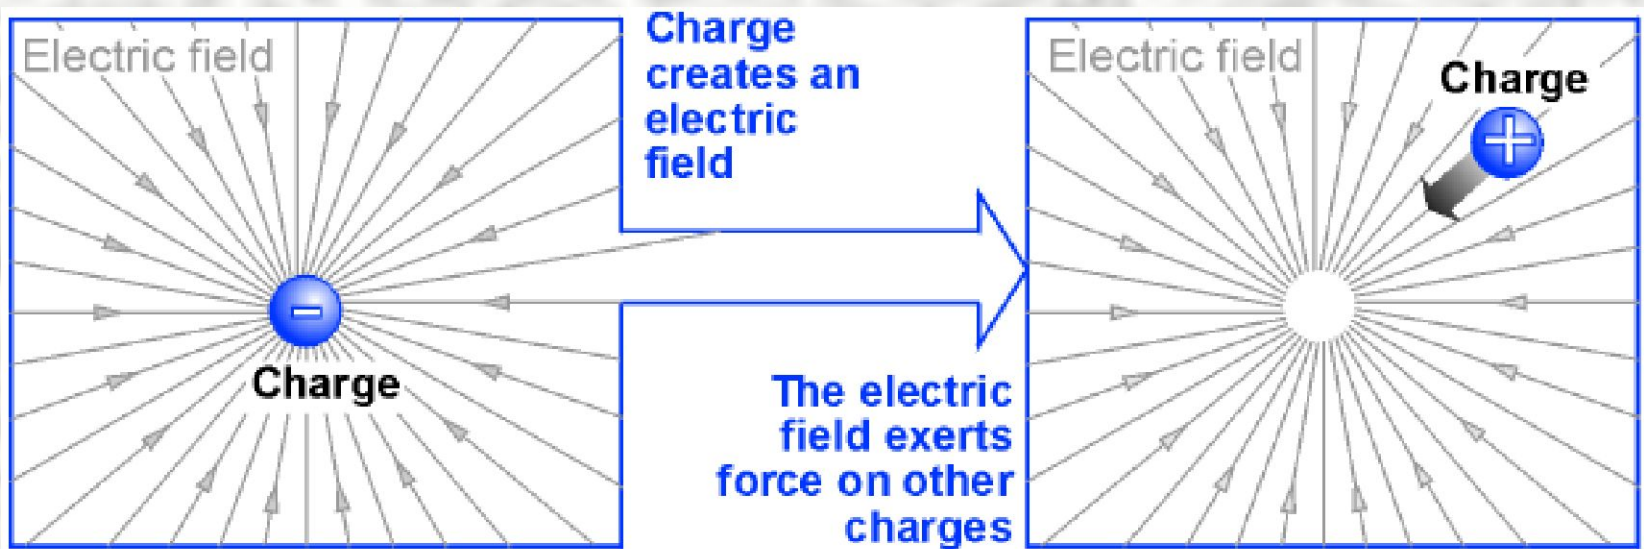 Electric field
Charge
Charge
creates an
electric
field
The electric
field exerts
force on other
charges
Electric field
Charge